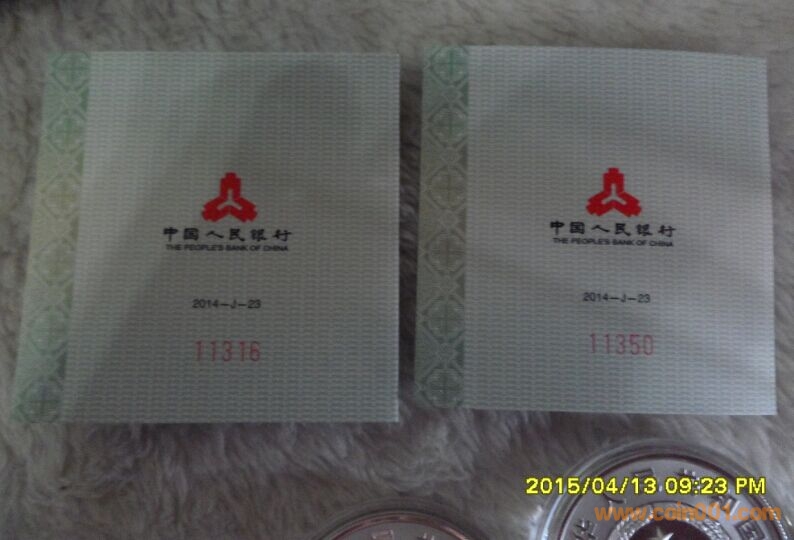 中国人民银行
THE PEOPLE'S BANK OF CHINA
2014-J-23
11316
中国人民银行
THE PEOPLE'S BANK OF CHINA
2014-J-23
11350
2015/04/13 09:23 PM
www.coin001.com